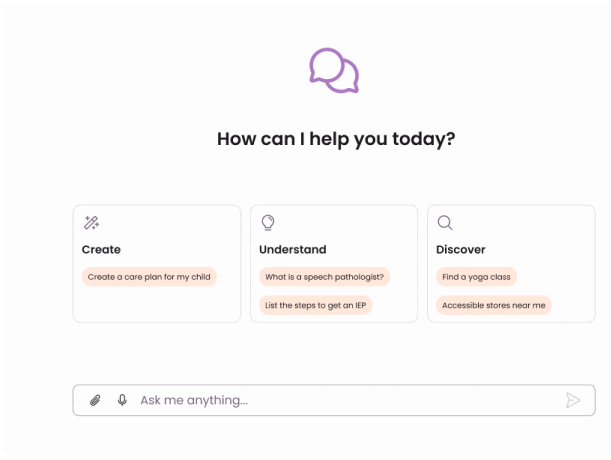 How can I help you today?
Create
Create a care plan for my child
Understand
What is a speech pathologist?
List the steps to get an IEP
Discover
Find a yoga class
Accessible stores near me
Ask me anything...